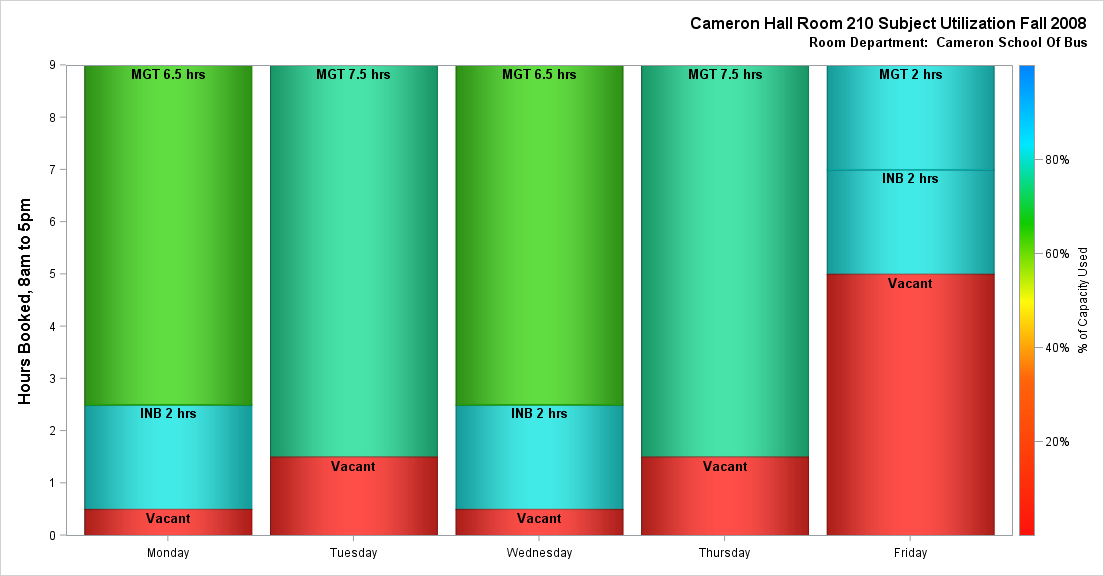 Cameron Hall Room 210 Subject Utilization Fall 2008
Room Department:  Cameron School Of Bus
Hours Booked, 8am to 5pm
9
8
7
6
5
4
3
2
1
0
MGT 6.5 hrs
INB 2 hrs
Vacant
MGT 7.5 hrs
Vacant
MGT 6.5 hrs
INB 2 hrs
Vacant
MGT 7.5 hrs
Vacant
MGT 2 hrs
INB 2 hrs
Vacant
Monday
Tuesday
Wednesday
Thursday
Friday
80%
60%
40%
20%
% of Capacity Used